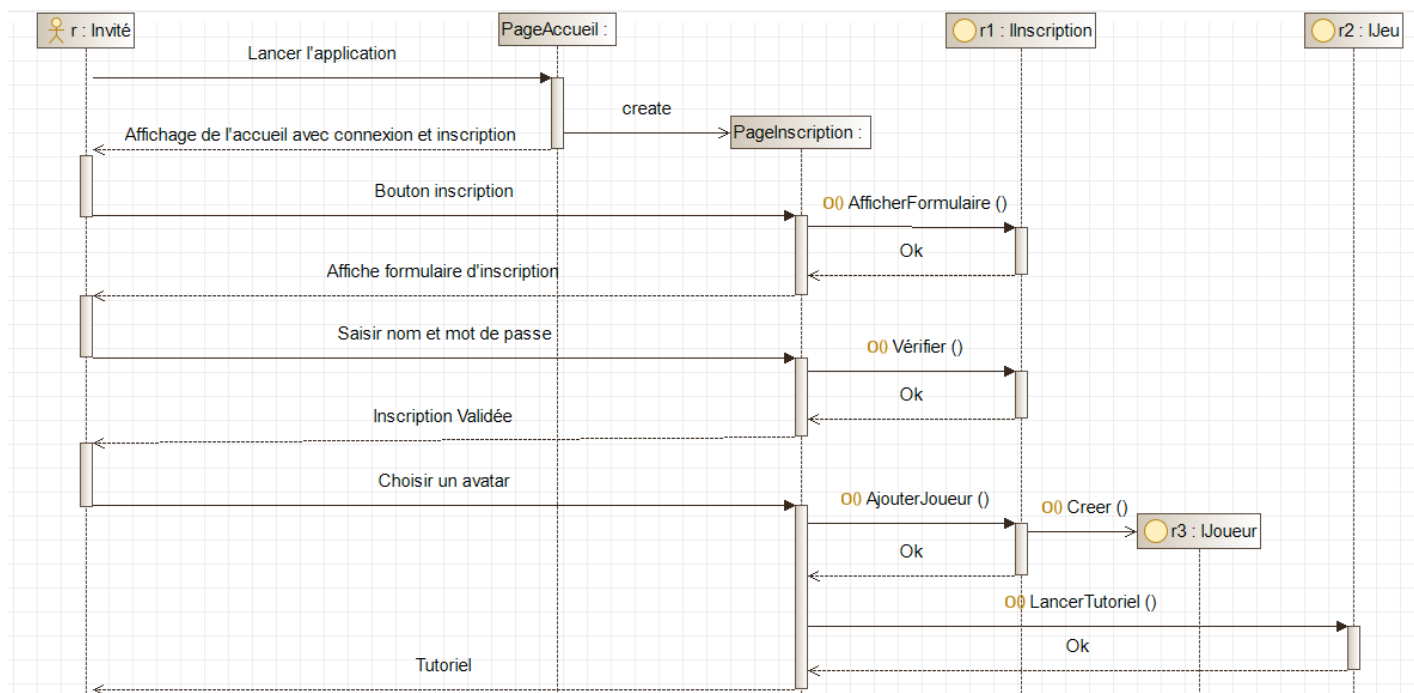 r : Invité
PageAccueil :
r1 : IInscription
r2 : IJeu
Lancer l'application
create
PageInscription :
Affichage de l'accueil avec connexion et inscription
Bouton inscription
O() AfficherFormulaire ()
Ok
Affiche formulaire d'inscription
Saisir nom et mot de passe
O() Vérifier ()
Ok
Inscription Validée
Choisir un avatar
O() AjouterJoueur ()
O() Creer ()
r3 : IJoueur
Ok
O() LancerTutoriel ()
Ok
Tutoriel